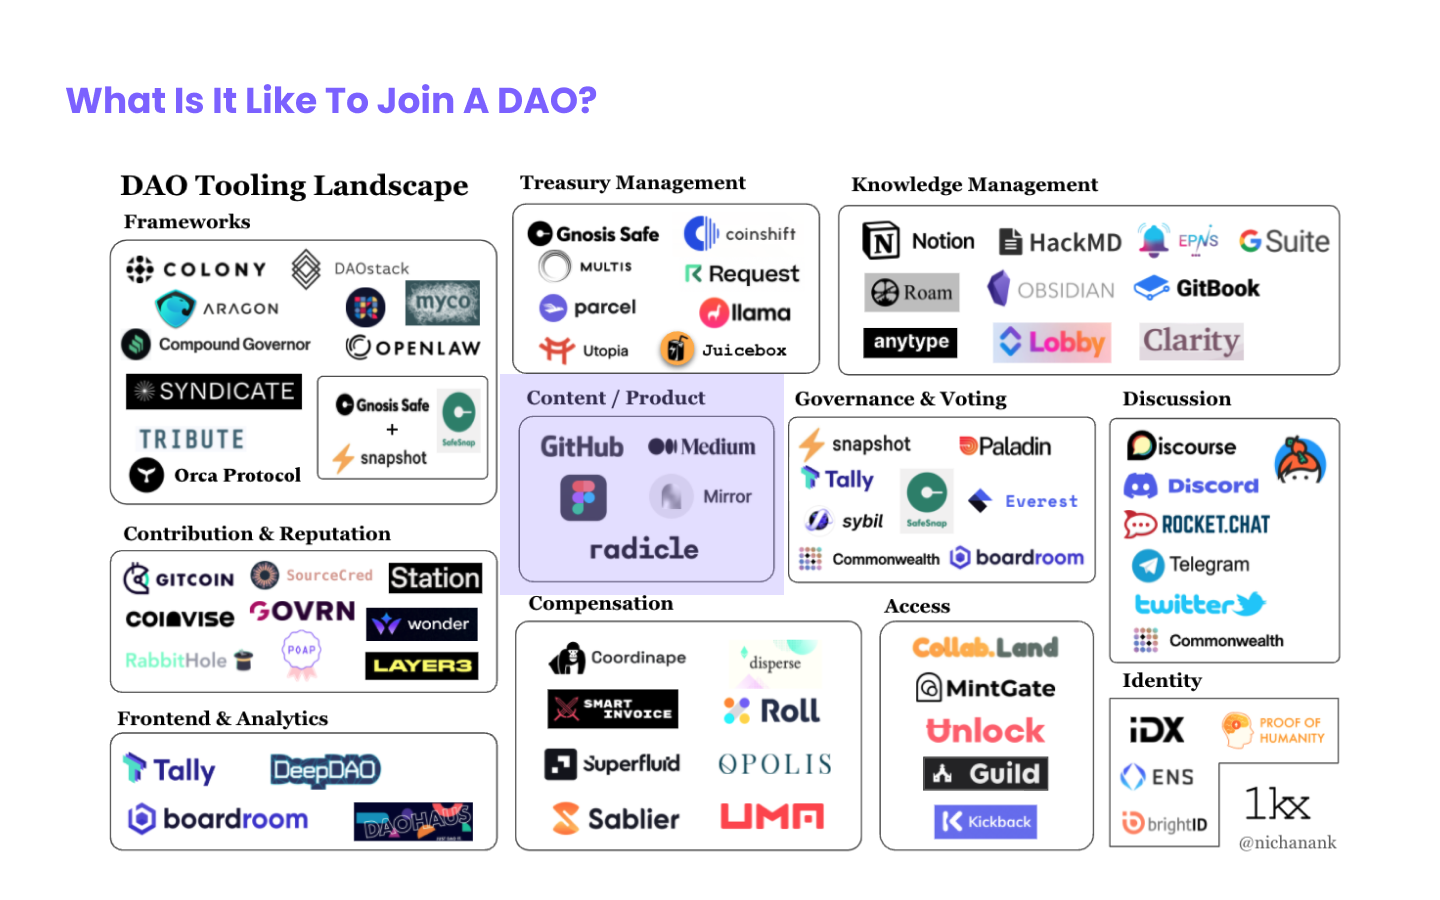 What Is It Like To Join A DAO?
DAO Tooling Landscape
Frameworks
COLONY
DAOstack
ARAGON
myco
Compound Governor
OPENLAW
SYNDICATE
Gnosis Safe
+
snapshot
SafeSnap
TRIBUTE
Orca Protocol
Contribution & Reputation
GITCOIN
SourceCred
Station
COINVISE
GOVRN
wonder
RabbitHole
POAP
LAYER3
Frontend & Analytics
Tally
DeepDAO
boardroom
DAOHAUS
Treasury Management
Gnosis Safe
coinshift
MULTIS
Request
parcel
llama
Utopia
Juicebox
Content / Product
GitHub
Medium
Mirror
radicle
Compensation
Coordinape
disperse
SMART
INVOICE
Roll
Superfluid
OPOLIS
Sablier
UMA
Knowledge Management
Notion
HackMD
EPNS
G Suite
Roam
OBSIDIAN
GitBook
anytype
Lobby
Clarity
Governance & Voting
snapshot
Paladin
Tally
SafeSnap
Everest
sybil
Commonwealth
boardroom
Access
Collab.Land
MintGate
Unlock
Guild
Kickback
Discussion
Discourse
Discord
ROCKET.CHAT
Telegram
twitter
Commonwealth
Identity
iDX
PROOF OF
HUMANITY
ENS
brightID
1kx
@nichanank